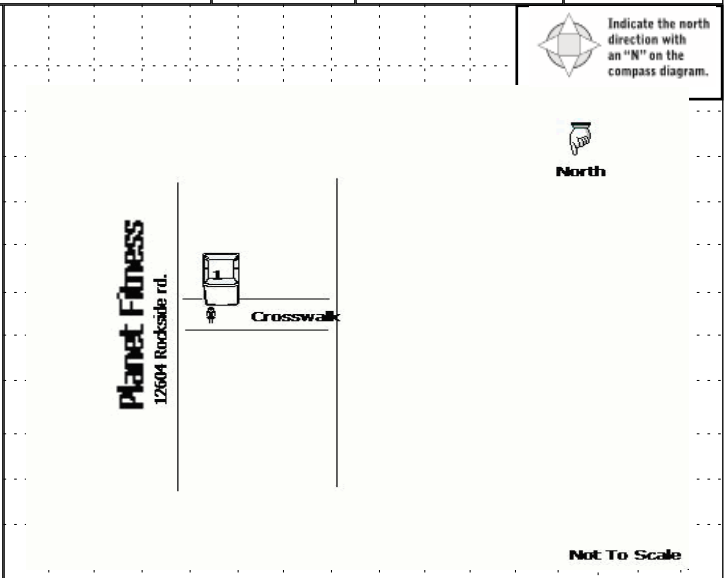 Indicate the north
direction with
an "N" on the
compass diagram.
North
Planet Fitness
12604 Rockside rd.
1
Crosswalk
Not To Scale